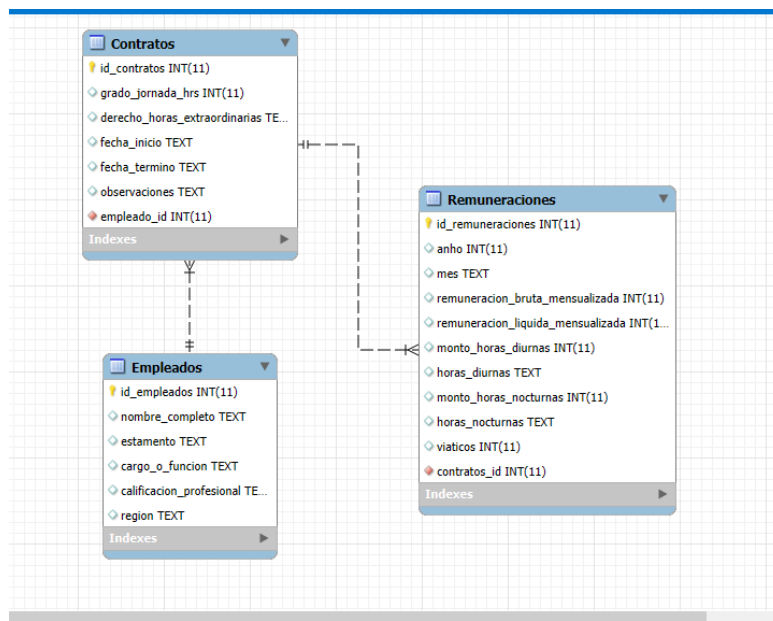 Contratos
id_contratos INT(11)
grado_jornada_hrs INT(11)
derecho_horas_extraordinarias TE...
fecha_inicio TEXT
fecha_termino TEXT
observaciones TEXT
empleado_id INT(11)
Indexes
Remuneraciones
id_remuneraciones INT(11)
anho INT(11)
mes TEXT
remuneracion_bruta_mensualizada INT(11)
remuneracion_liquida_mensualizada INT(1...
monto_horas_diurnas INT(11)
horas_diurnas TEXT
monto_horas_nocturnas INT(11)
horas_nocturnas TEXT
viaticos INT(11)
contratos_id INT(11)
Indexes
Empleados
id_empleados INT(11)
nombre_completo TEXT
estamento TEXT
cargo_o_funcion TEXT
calificacion_profesional TE...
region TEXT
Indexes